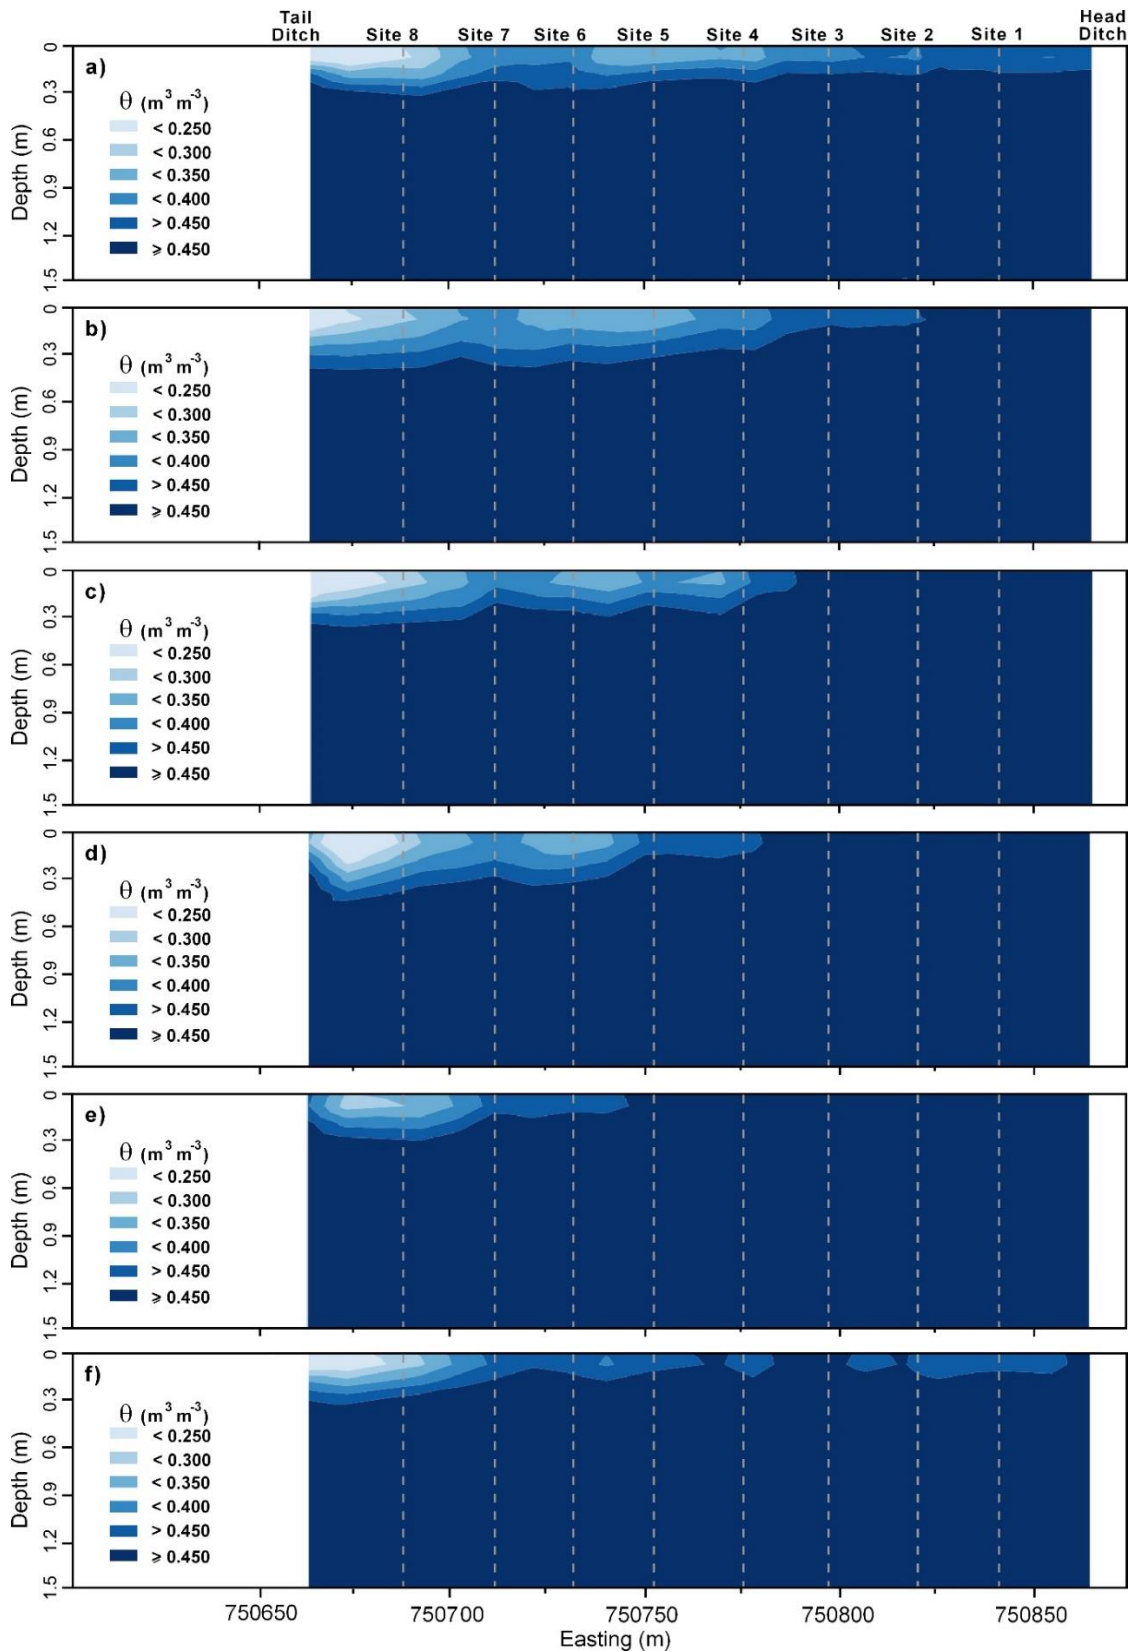 Tail Ditch Site 8 Site 7 Site 6 Site 5 Site 4 Site 3 Site 2 Site 1 Head Ditch
a)
θ (m³ m⁻³)
< 0.250
< 0.300
< 0.350
< 0.400
> 0.450
⩾ 0.450
Depth (m)
0 0.3 0.6 0.9 1.2 1.5
b)
θ (m³ m⁻³)
< 0.250
< 0.300
< 0.350
< 0.400
> 0.450
⩾ 0.450
Depth (m)
0 0.3 0.6 0.9 1.2 1.5
c)
θ (m³ m⁻³)
< 0.250
< 0.300
< 0.350
< 0.400
> 0.450
⩾ 0.450
Depth (m)
0 0.3 0.6 0.9 1.2 1.5
d)
θ (m³ m⁻³)
< 0.250
< 0.300
< 0.350
< 0.400
> 0.450
⩾ 0.450
Depth (m)
0 0.3 0.6 0.9 1.2 1.5
e)
θ (m³ m⁻³)
< 0.250
< 0.300
< 0.350
< 0.400
> 0.450
⩾ 0.450
Depth (m)
0 0.3 0.6 0.9 1.2 1.5
f)
θ (m³ m⁻³)
< 0.250
< 0.300
< 0.350
< 0.400
> 0.450
⩾ 0.450
Depth (m)
0 0.3 0.6 0.9 1.2 1.5
750650 750700 750750 750800 750850
Easting (m)